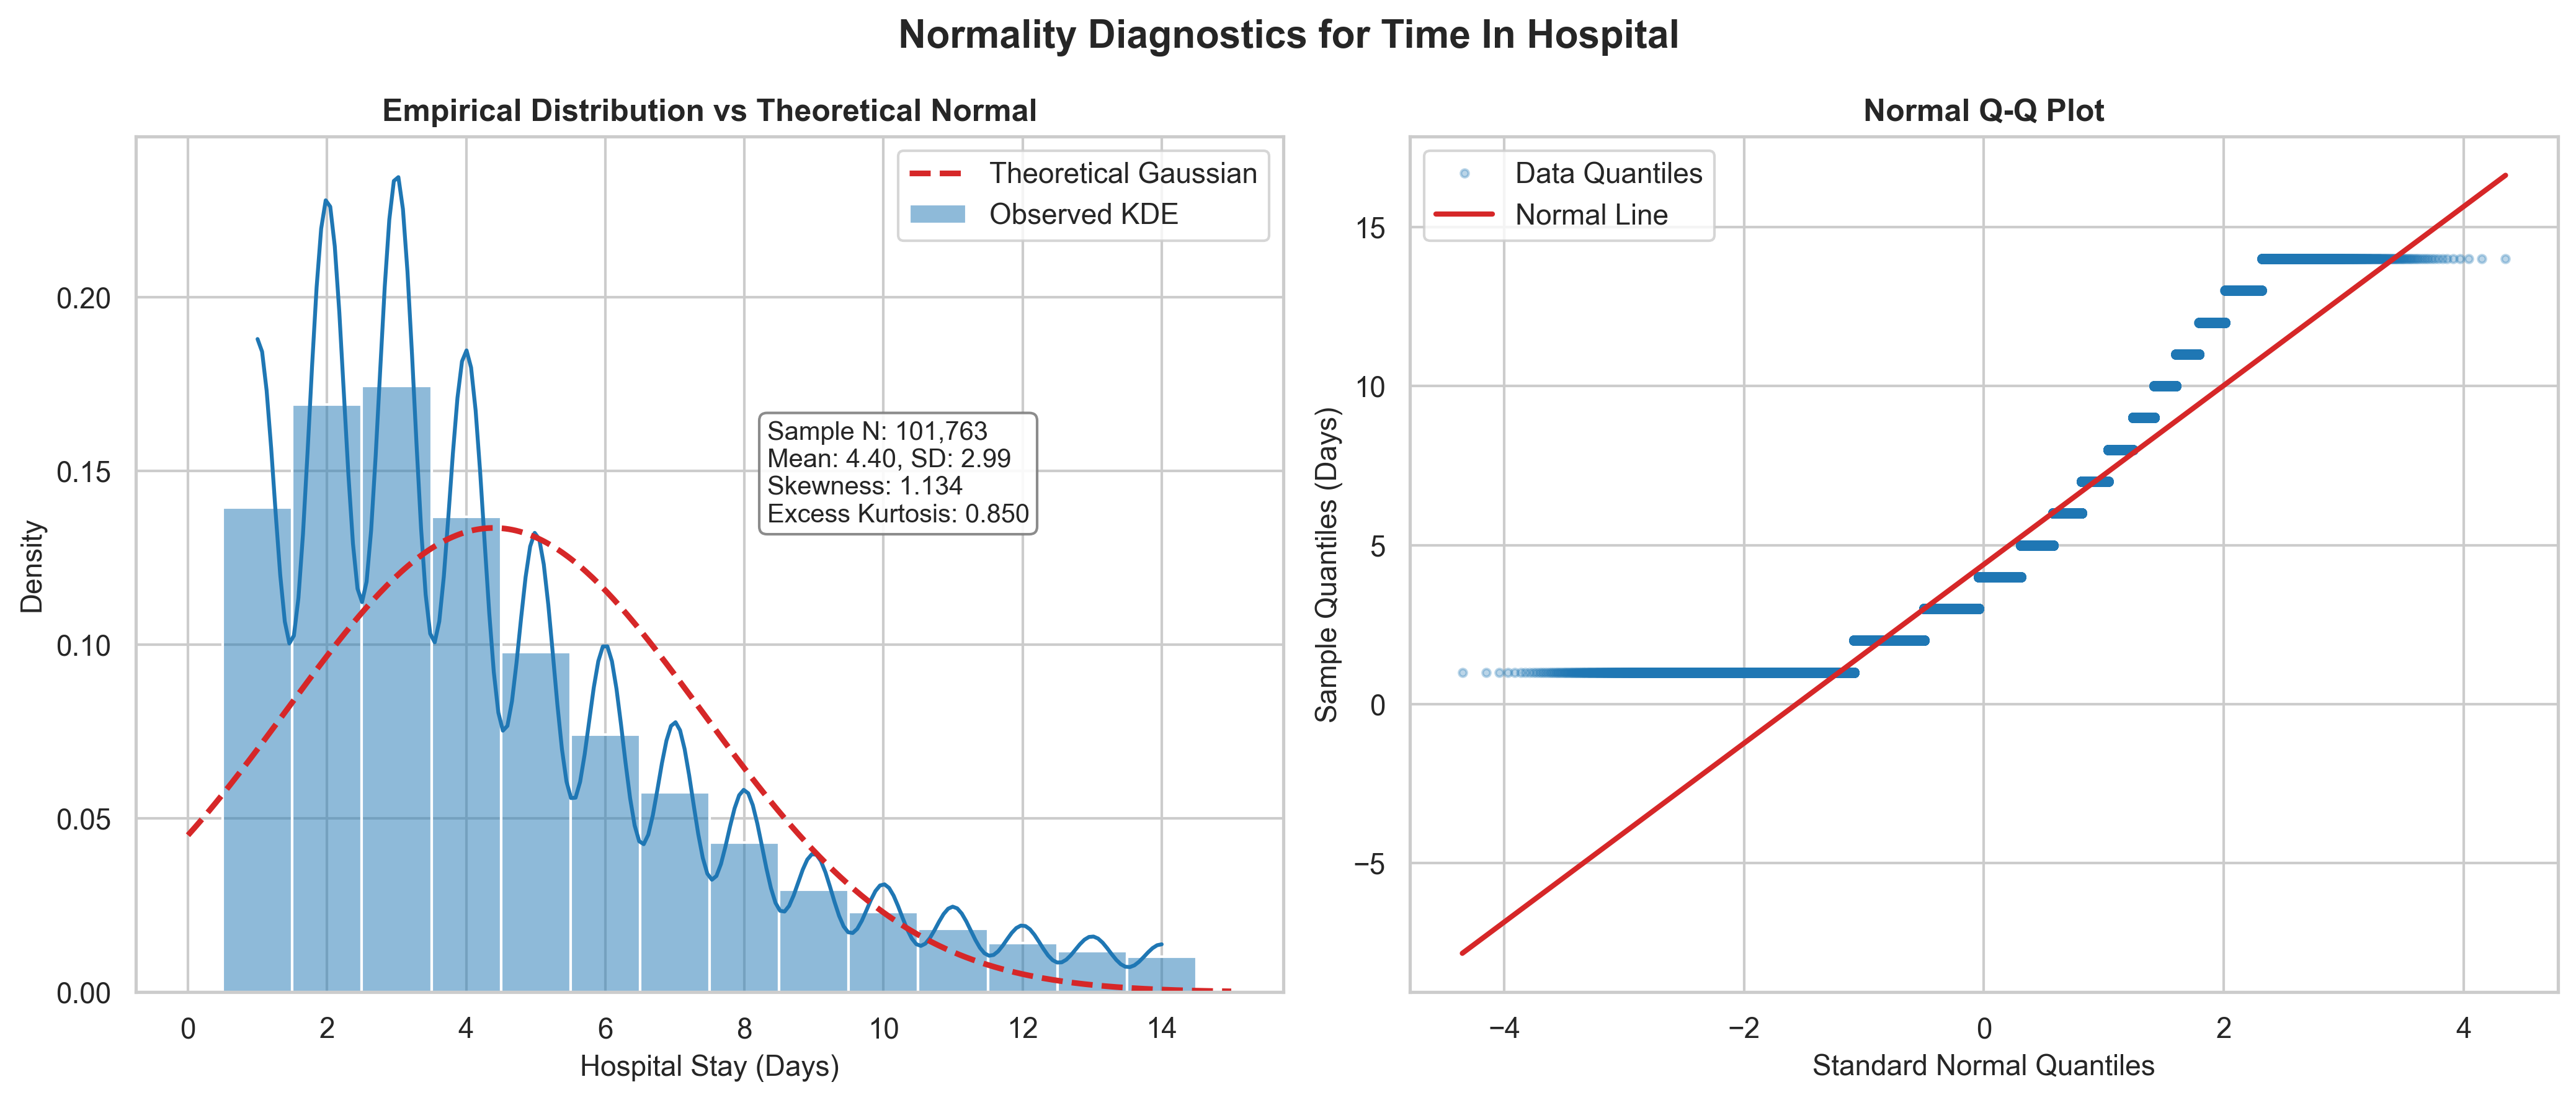 Normality Diagnostics for Time In Hospital
Empirical Distribution vs Theoretical Normal
Theoretical Gaussian
Observed KDE
Sample N: 101,763
Mean: 4.40, SD: 2.99
Skewness: 1.134
Excess Kurtosis: 0.850
Density
0.20
0.15
0.10
0.05
0.00
0 2 4 6 8 10 12 14
Hospital Stay (Days)
Normal Q-Q Plot
Data Quantiles
Normal Line
Sample Quantiles (Days)
15
10
5
0
−5
−4 −2 0 2 4
Standard Normal Quantiles